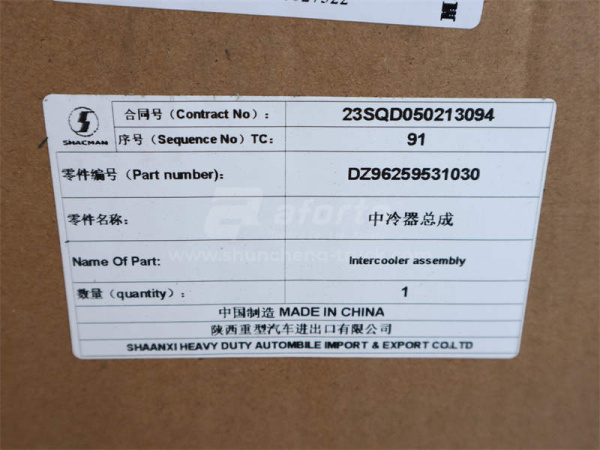 SHACMAN
合同号（Contract No）： 23SQD050213094
序号（Sequence No）TC： 91
零件编号（Part number）： DZ96259531030
零件名称： 中冷器总成
Name Of Part: Intercooler assembly
数量（quantity）： 1
中国制造 MADE IN CHINA
陕西重型汽车进出口有限公司
SHAANXI HEAVY DUTY AUTOMBILE IMPORT & EXPORT CO.LTD